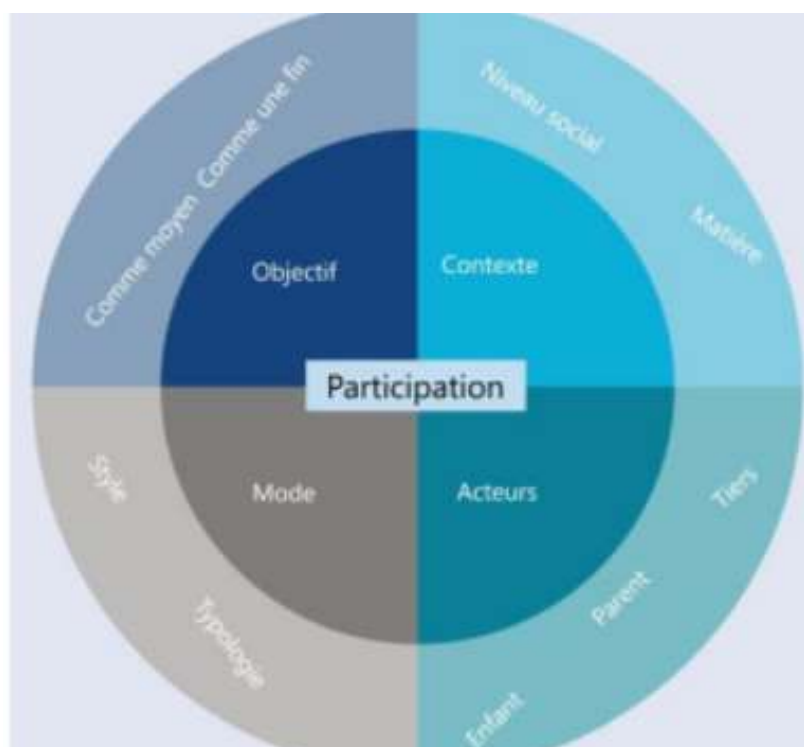 Comme moyen Comme une fin
Niveau social
Matière
Objectif
Contexte
Participation
Mode
Acteurs
Style
Typologie
Tiers
Parent
Enfant